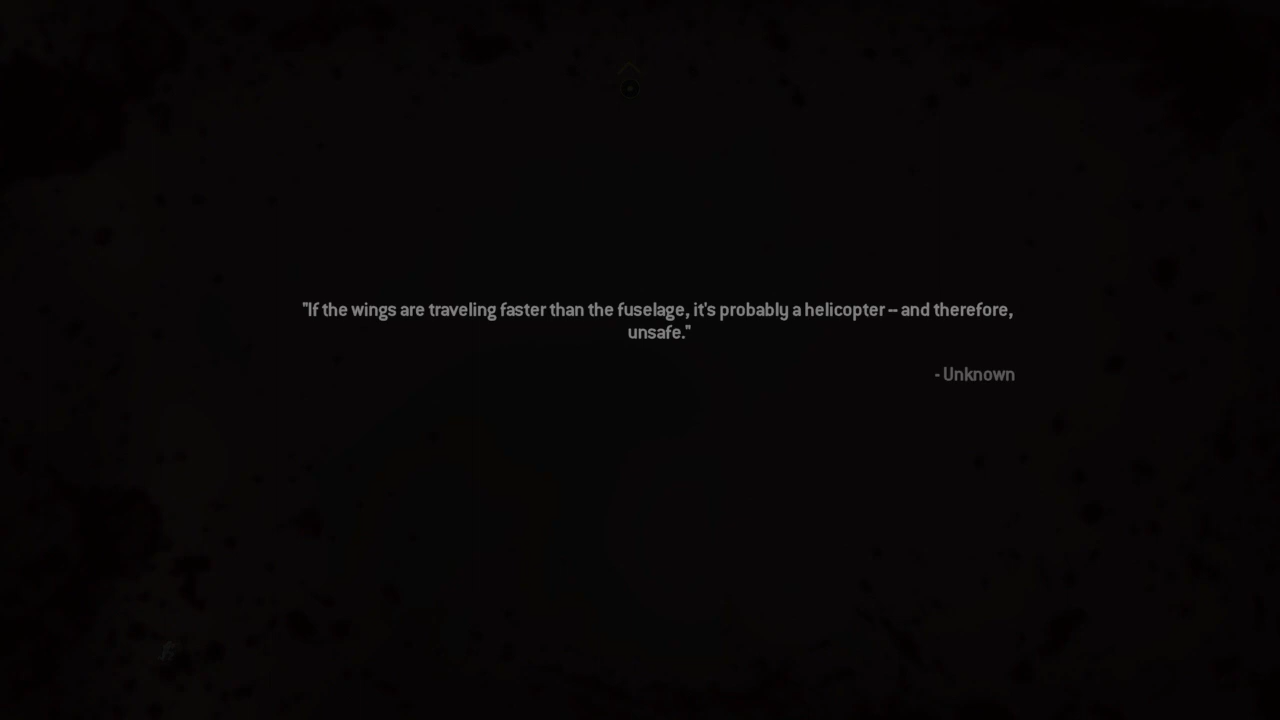 "If the wings are traveling faster than the fuselage, it's probably a helicopter -- and therefore,
unsafe."
- Unknown